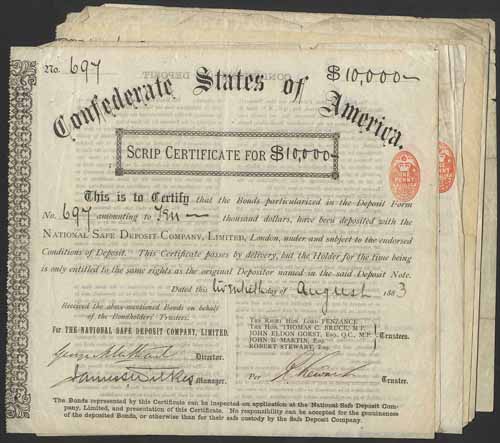 No. 697
$10,000
Confederate States of America.
SCRIP CERTIFICATE FOR $10,000
This is to Certify that the Bonds particularized in the Deposit Form
No. 697 amounting to Ten thousand dollars, have been deposited with the
NATIONAL SAFE DEPOSIT COMPANY, LIMITED, London, under and subject to the endorsed
Conditions of Deposit. This Certificate passes by delivery, but the Holder for the time being
is only entitled to the same rights as the original Depositor named in the said Deposit Note.
Dated this twentieth day of August 1883
Received the above-mentioned Bonds on behalf
of the Bondholders' Trustees.
For THE NATIONAL SAFE DEPOSIT COMPANY, LIMITED.
Director.
Manager.
THE RIGHT HON. LORD PENZANCE
THE HON. THOMAS C. BRUCE, M.P.
JOHN ELDON GORST, ESQ., Q.C., M.P.
JOHN B. MARTIN, ESQ.
ROBERT STEWART, ESQ.
Trustees.
For
Trustee.
The Bonds represented by this Certificate can be inspected on application at the National Safe Deposit Com-
pany, Limited, and presentation of this Certificate. No responsibility can be accepted for the genuineness
of the deposited Bonds, or otherwise than for their safe custody by the Safe Deposit Company.
ONE PENNY